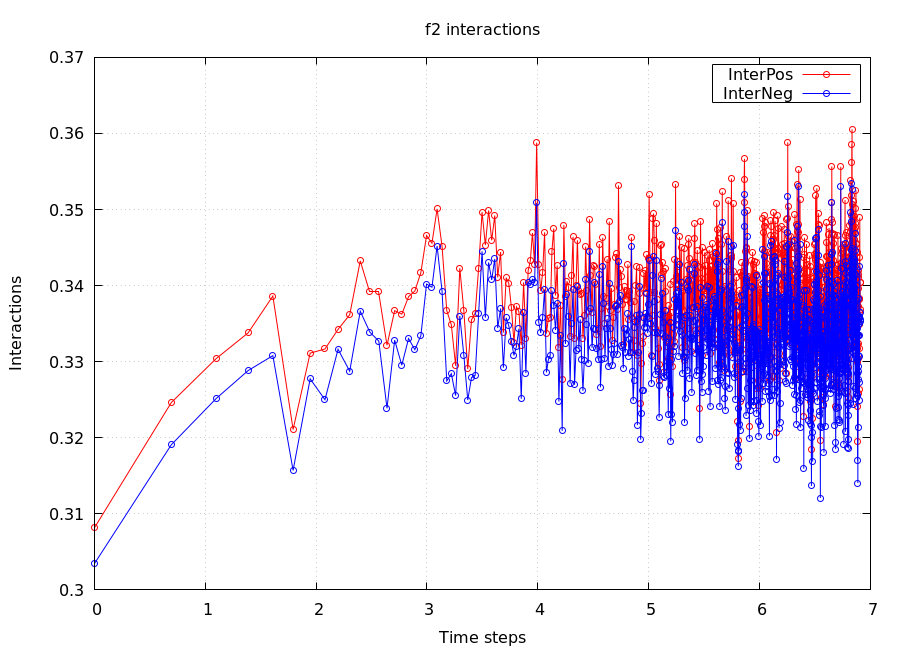 f2 interactions
0.37
0.36
0.35
0.34
0.33
0.32
0.31
0.3
Interactions
InterPos
InterNeg
0 1 2 3 4 5 6 7
Time steps